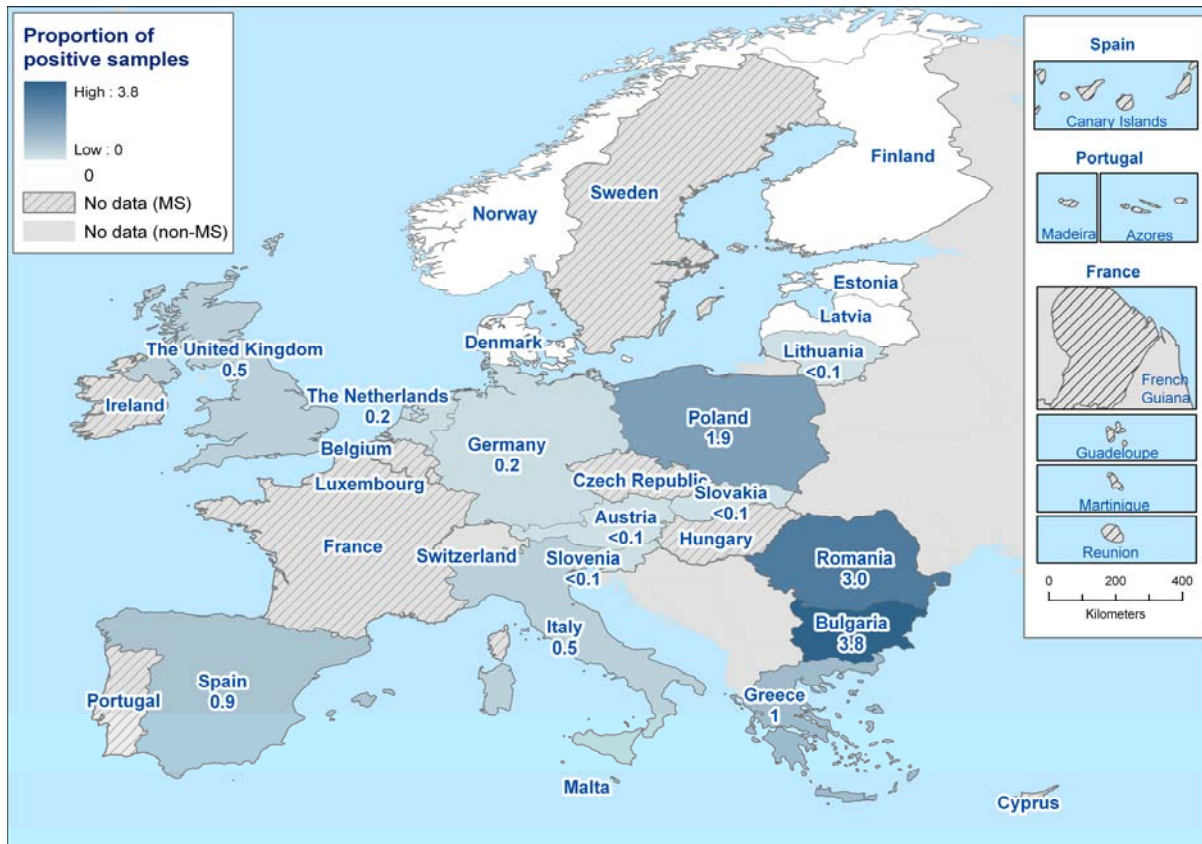 Proportion of
positive samples
High : 3.8
Low : 0
0
No data (MS)
No data (non-MS)
Norway
Sweden
Finland
Estonia
Latvia
Lithuania
<0.1
Denmark
The United Kingdom
0.5
Ireland
The Netherlands
0.2
Belgium
Luxembourg
Germany
0.2
Poland
1.9
Czech Republic
Slovakia
<0.1
Austria
<0.1
Hungary
France
Switzerland
Slovenia
<0.1
Romania
3.0
Bulgaria
3.8
Italy
0.5
Portugal
Spain
0.9
Greece
1
Malta
Cyprus
Spain
Canary Islands
Portugal
Madeira
Azores
France
French
Guiana
Guadeloupe
Martinique
Reunion
0 200 400
Kilometers